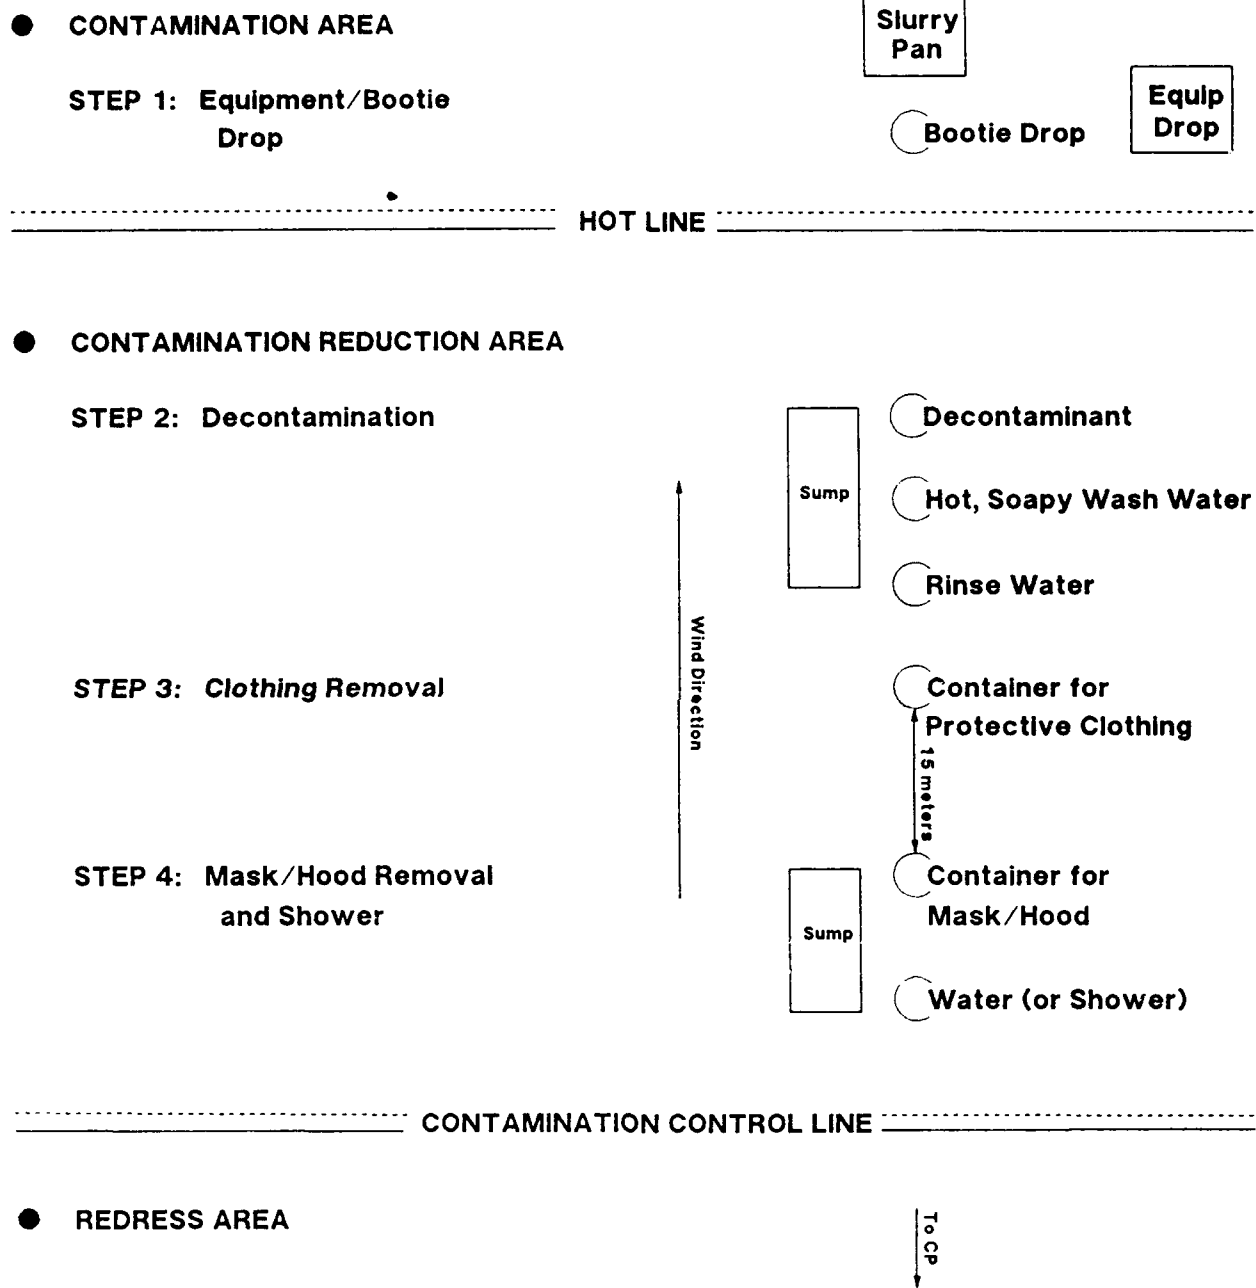 CONTAMINATION AREA
Slurry
Pan
STEP 1: Equipment/Bootie
Drop
Bootie Drop
Equip
Drop
HOT LINE
CONTAMINATION REDUCTION AREA
STEP 2: Decontamination
Sump
Decontaminant
Hot, Soapy Wash Water
Rinse Water
Wind Direction
STEP 3: Clothing Removal
Container for
Protective Clothing
15 meters
STEP 4: Mask/Hood Removal
and Shower
Sump
Container for
Mask/Hood
Water (or Shower)
CONTAMINATION CONTROL LINE
REDRESS AREA
To CP